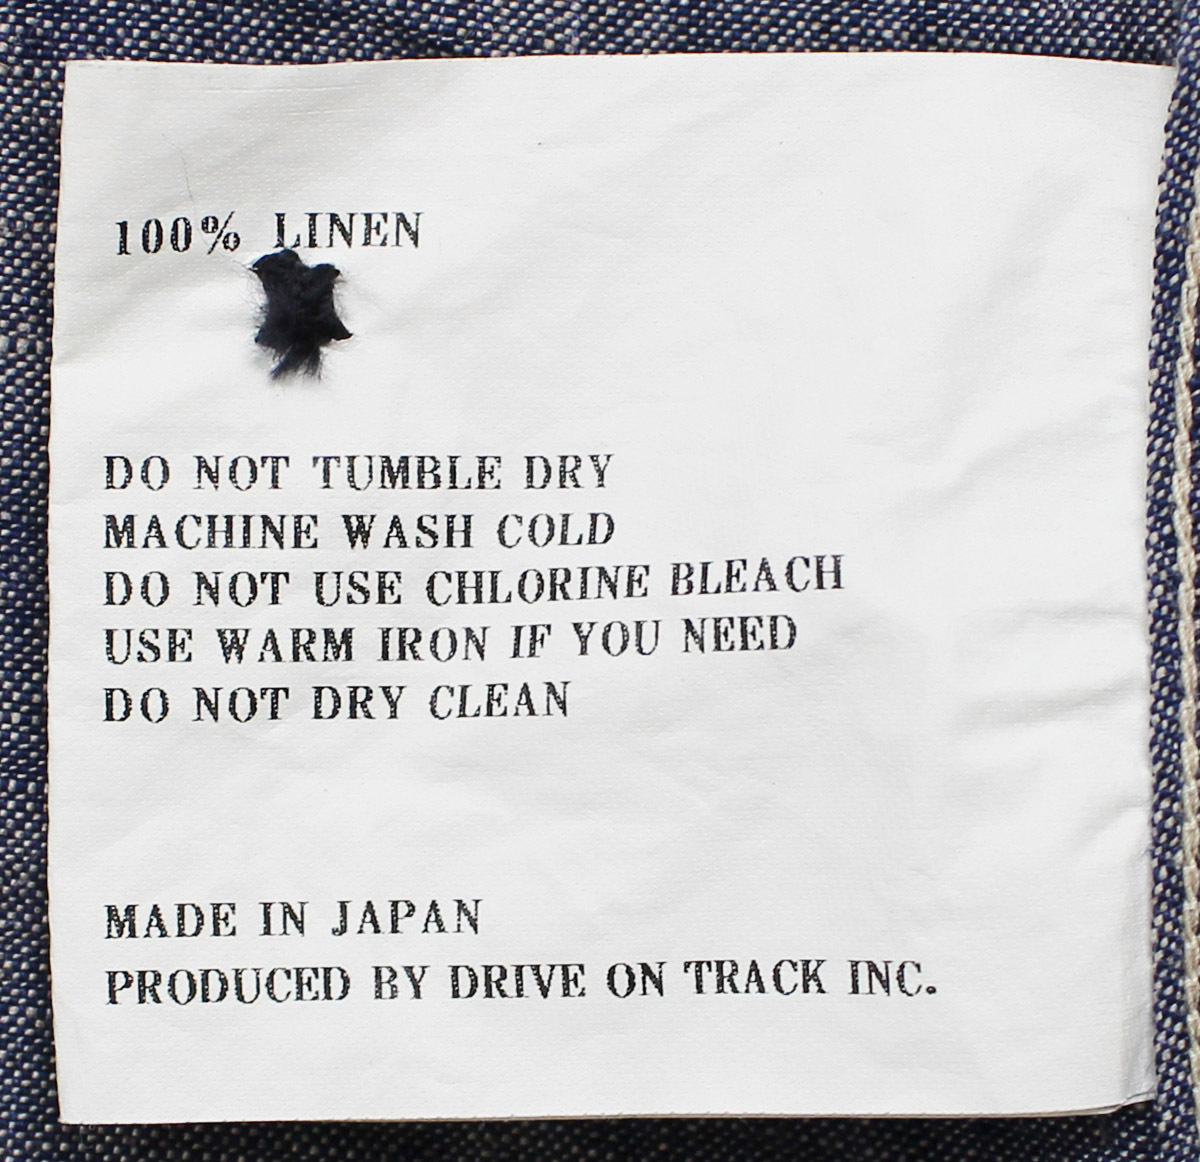 100% LINEN
DO NOT TUMBLE DRY
MACHINE WASH COLD
DO NOT USE CHLORINE BLEACH
USE WARM IRON IF YOU NEED
DO NOT DRY CLEAN
MADE IN JAPAN
PRODUCED BY DRIVE ON TRACK INC.